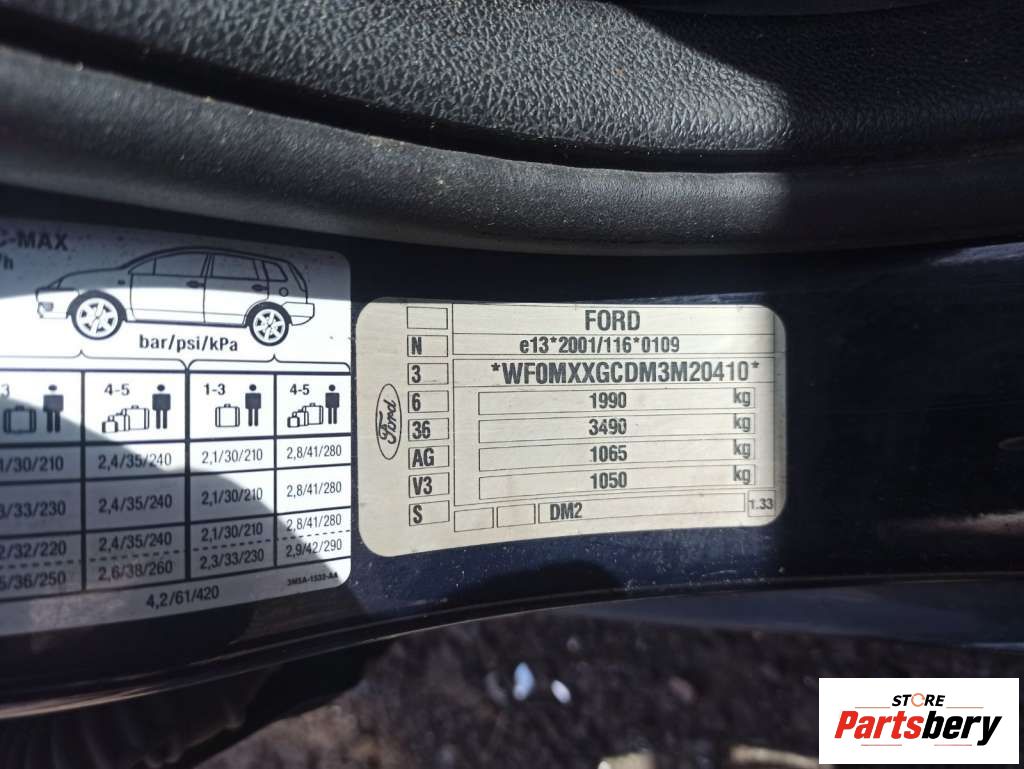 C-MAX
bar/psi/kPa
4-5 1-3 4-5
2,4/35/240 2,1/30/210 2,8/41/280
2,4/35/240 2,1/30/210 2,8/41/280
2,4/35/240 2,1/30/210 2,8/41/280
2,6/38/260 2,3/33/230 2,9/42/290
3M5A-1532-AA
4,2/61/420
FORD
N e13*2001/116*0109
3 *WF0MXXGCDM3M20410*
6 1990 kg
36 3490 kg
AG 1065 kg
V3 1050 kg
S DM2 1.33
Ford
STORE
Partsbery